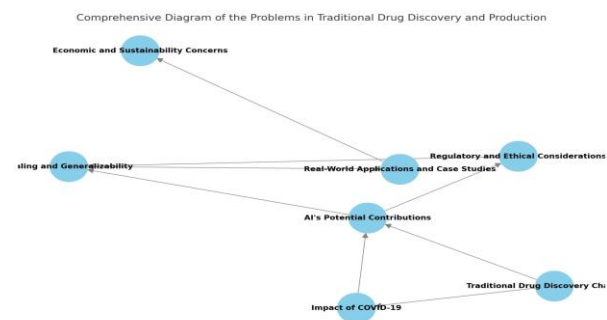 Comprehensive Diagram of the Problems in Traditional Drug Discovery and Production
Economic and Sustainability Concerns
Regulatory and Ethical Considerations
ling and Generalizability
Real-World Applications and Case Studies
AI's Potential Contributions
Traditional Drug Discovery Cha
Impact of COVID-19